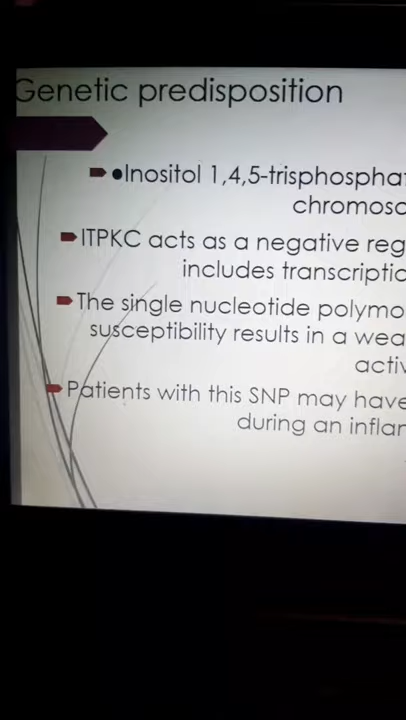 Genetic predisposition
●Inositol 1,4,5-trisphospha
chromoso
ITPKC acts as a negative reg
includes transcriptio
The single nucleotide polymo
susceptibility results in a wea
activ
Patients with this SNP may have
during an inflam